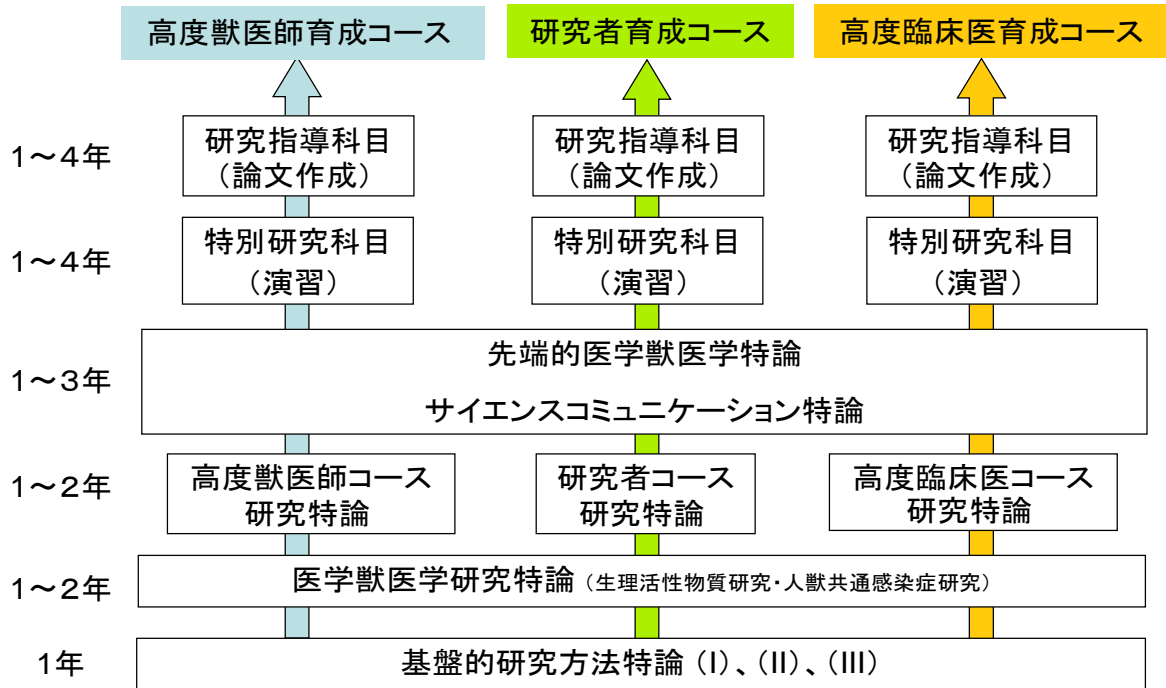 高度獣医師育成コース
研究者育成コース
高度臨床医育成コース
1～4年
研究指導科目
（論文作成）
研究指導科目
（論文作成）
研究指導科目
（論文作成）
1～4年
特別研究科目
（演習）
特別研究科目
（演習）
特別研究科目
（演習）
1～3年
先端的医学獣医学特論
サイエンスコミュニケーション特論
1～2年
高度獣医師コース
研究特論
研究者コース
研究特論
高度臨床医コース
研究特論
1～2年
医学獣医学研究特論（生理活性物質研究・人獣共通感染症研究）
1年
基盤的研究方法特論（I）、（II）、（III）